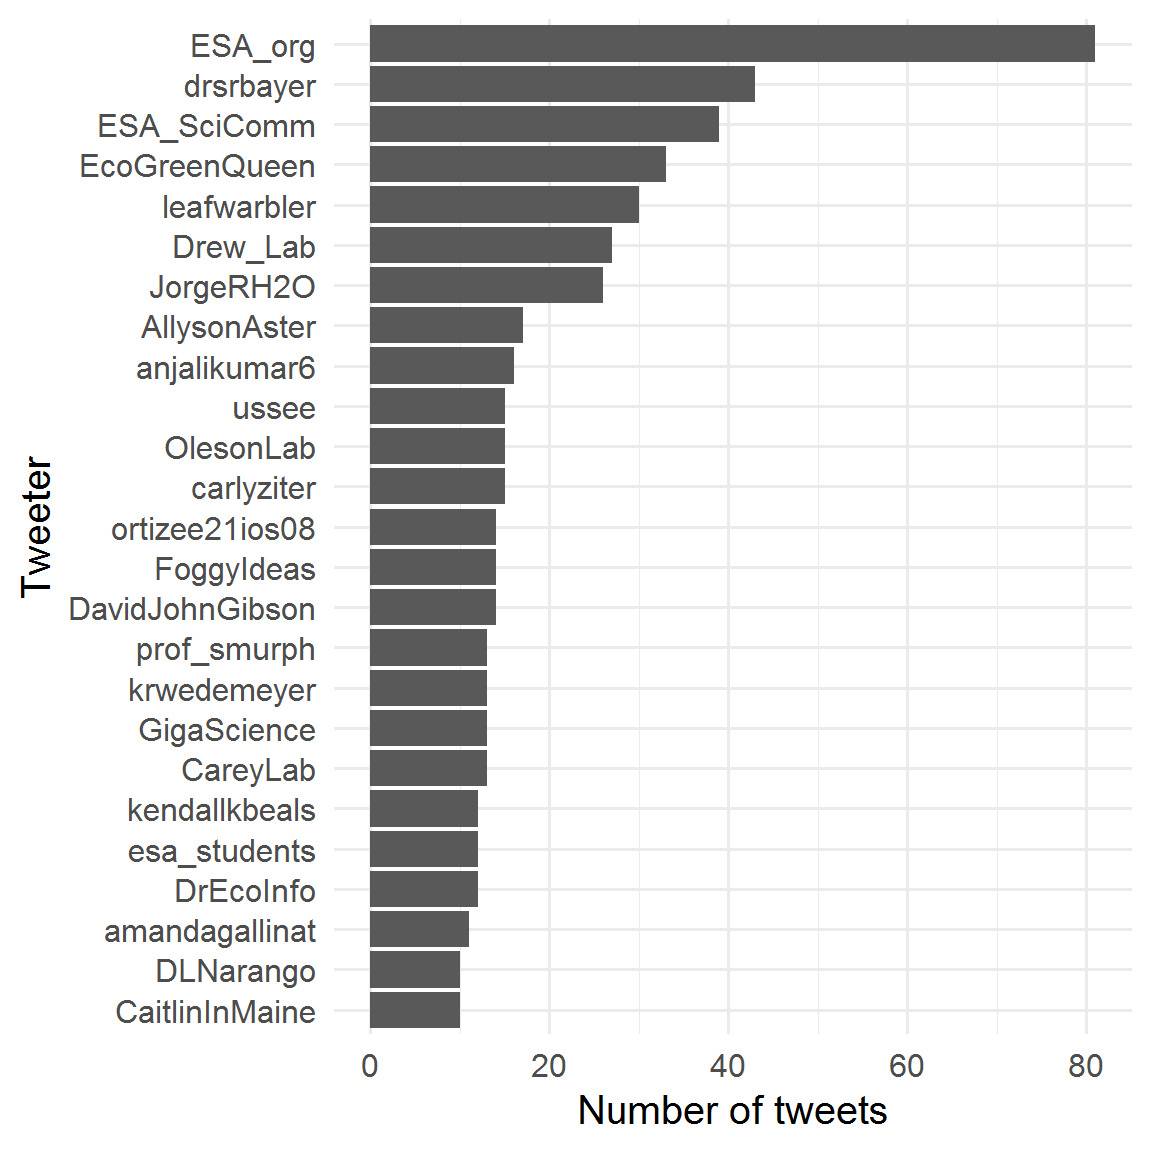 ESA_org
drsrbayer
ESA_SciComm
EcoGreenQueen
leafwarbler
Drew_Lab
JorgeRH2O
AllysonAster
anjalikumar6
ussee
OlesonLab
carlyziter
ortizee21ios08
FoggyIdeas
DavidJohnGibson
prof_smurph
krwedemeyer
GigaScience
CareyLab
kendallkbeals
esa_students
DrEcoInfo
amandagallinat
DLNarango
CaitlinInMaine
Tweeter
0 20 40 60 80
Number of tweets